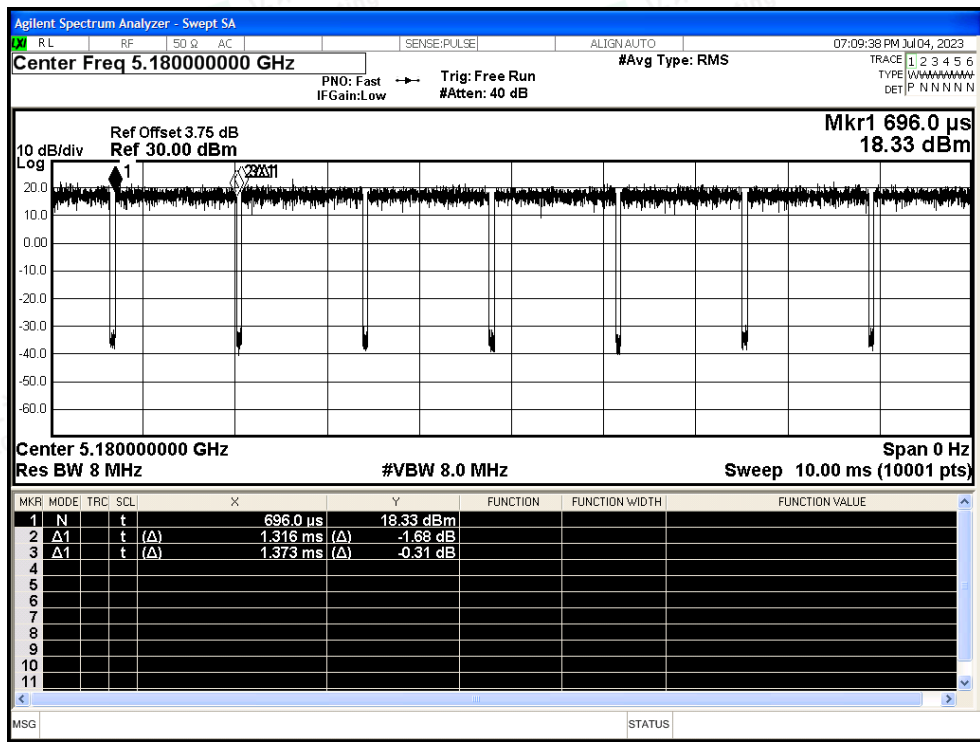 Agilent Spectrum Analyzer - Swept SA
LXI RL RF 50 Ω AC SENSE:PULSE ALIGN AUTO 07:09:38 PM Jul 04, 2023
Center Freq 5.180000000 GHz #Avg Type: RMS TRACE 1 2 3 4 5 6
PNO: Fast Trig: Free Run TYPE
IFGain:Low #Atten: 40 dB DET P N N N N N
Mkr1 696.0 µs
Ref Offset 3.75 dB
10 dB/div Ref 30.00 dBm 18.33 dBm
Log
1
20.0
10.0
0.00
-10.0
-20.0
-30.0
-40.0
-50.0
-60.0
Center 5.180000000 GHz Span 0 Hz
Res BW 8 MHz #VBW 8.0 MHz Sweep 10.00 ms (10001 pts)
MKR MODE TRC SCL X Y FUNCTION FUNCTION WIDTH FUNCTION VALUE
1 N t 696.0 µs 18.33 dBm
2 Δ1 t (Δ) 1.316 ms (Δ) -1.68 dB
3 Δ1 t (Δ) 1.373 ms (Δ) -0.31 dB
4
5
6
7
8
9
10
11
MSG STATUS